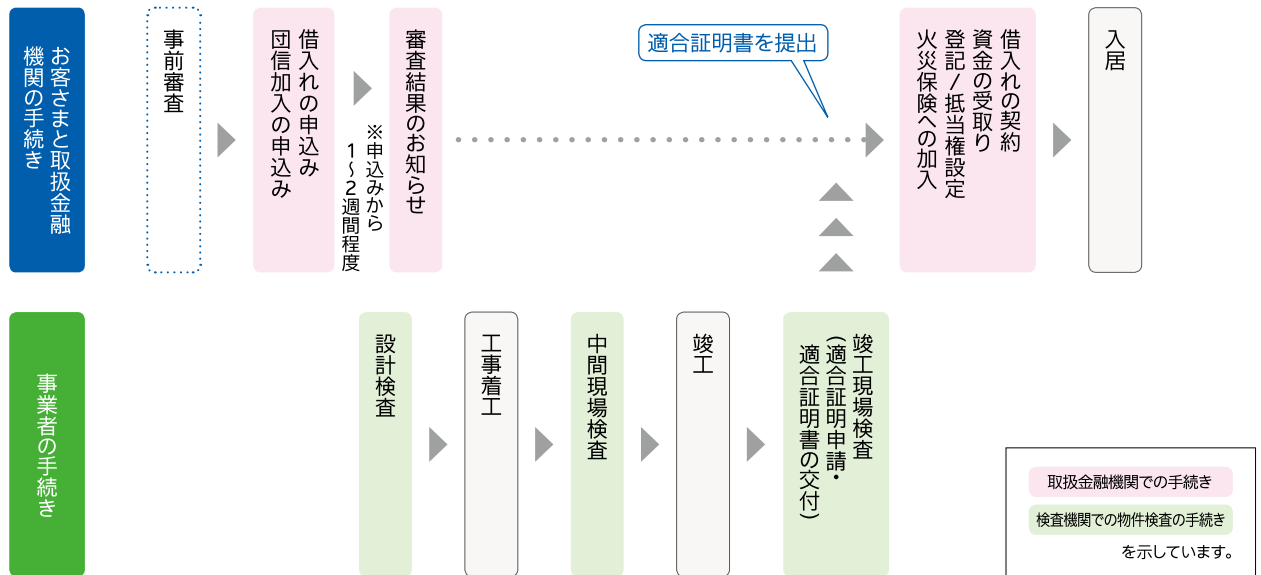 お客さまと取扱金融
機関の手続き
事前審査
借入れの申込み
団信加入の申込み
※申込みから
1〜2週間程度
審査結果のお知らせ
適合証明書を提出
借入れの契約
資金の受取り
登記/抵当権設定
火災保険への加入
入居
事業者の手続き
設計検査
工事着工
中間現場検査
竣工
竣工現場検査
(適合証明申請・
適合証明書の交付)
取扱金融機関での手続き
検査機関での物件検査の手続き
を示しています。